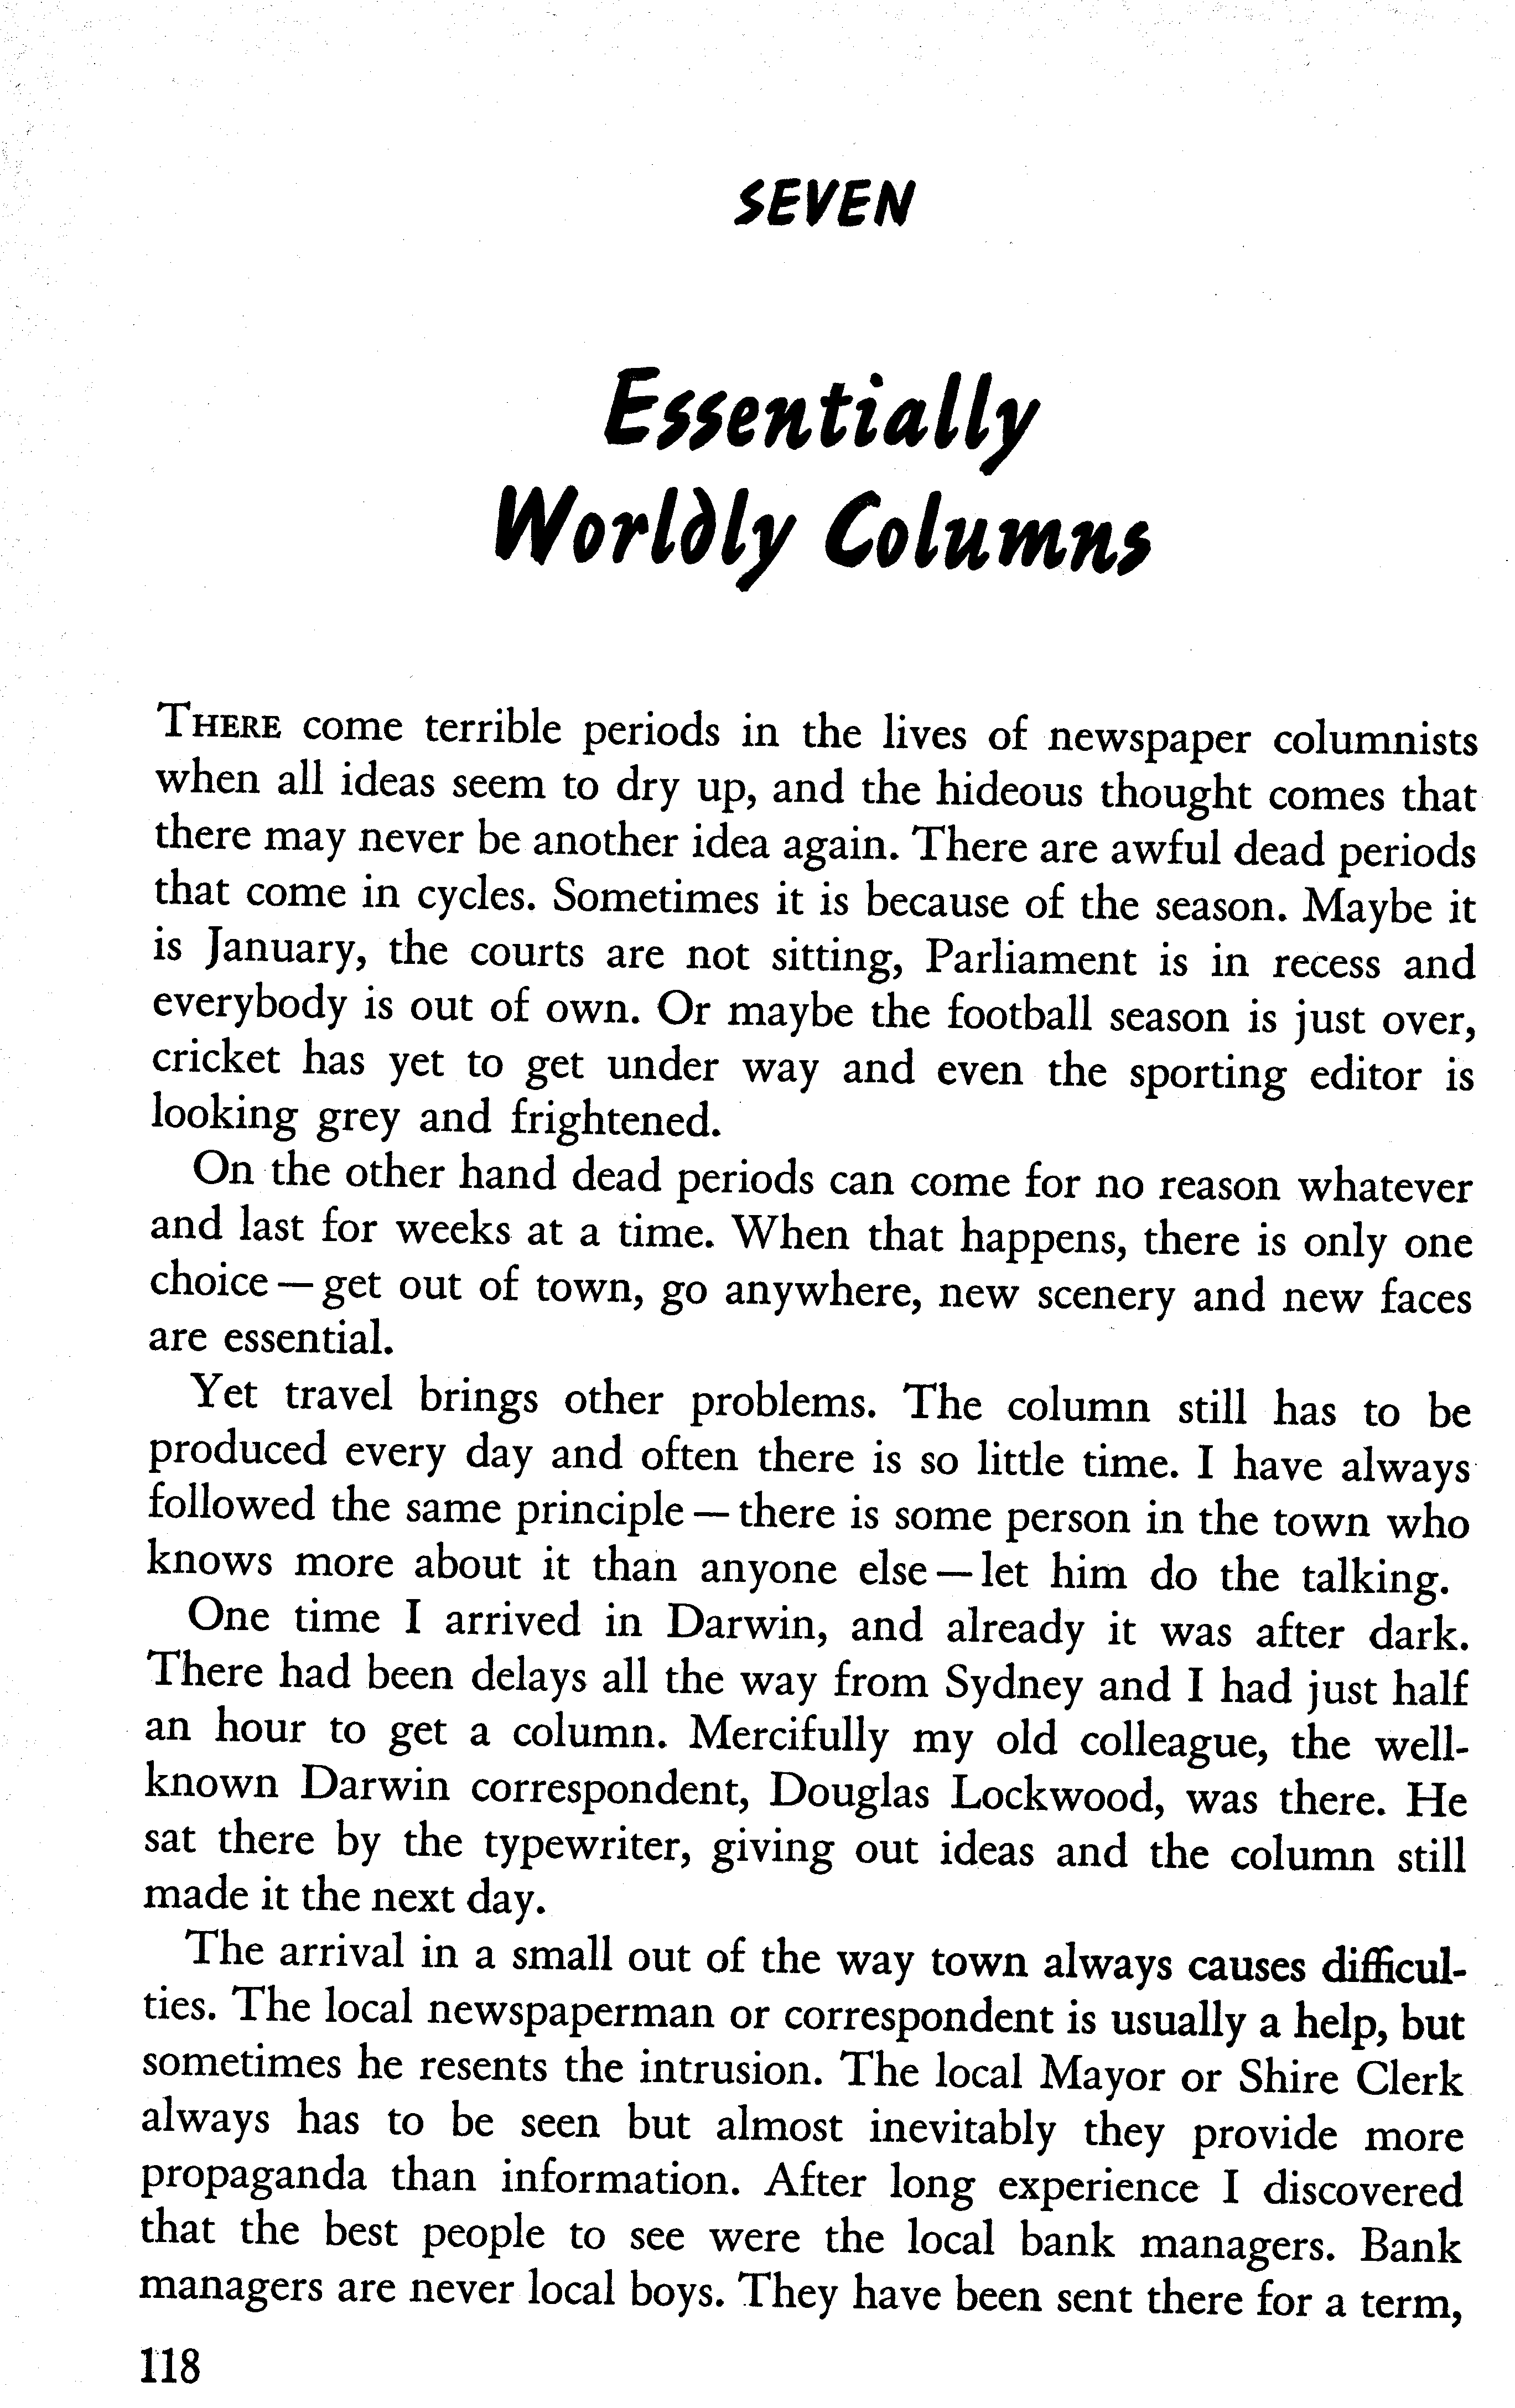 SEVEN
Essentially
Worldly Columns
THERE come terrible periods in the lives of newspaper columnists
when all ideas seem to dry up, and the hideous thought comes that
there may never be another idea again. There are awful dead periods
that come in cycles. Sometimes it is because of the season. Maybe it
is January, the courts are not sitting, Parliament is in recess and
everybody is out of own. Or maybe the football season is just over,
cricket has yet to get under way and even the sporting editor is
looking grey and frightened.
On the other hand dead periods can come for no reason whatever
and last for weeks at a time. When that happens, there is only one
choice — get out of town, go anywhere, new scenery and new faces
are essential.
Yet travel brings other problems. The column still has to be
produced every day and often there is so little time. I have always
followed the same principle — there is some person in the town who
knows more about it than anyone else — let him do the talking.
One time I arrived in Darwin, and already it was after dark.
There had been delays all the way from Sydney and I had just half
an hour to get a column. Mercifully my old colleague, the well-
known Darwin correspondent, Douglas Lockwood, was there. He
sat there by the typewriter, giving out ideas and the column still
made it the next day.
The arrival in a small out of the way town always causes difficul-
ties. The local newspaperman or correspondent is usually a help, but
sometimes he resents the intrusion. The local Mayor or Shire Clerk
always has to be seen but almost inevitably they provide more
propaganda than information. After long experience I discovered
that the best people to see were the local bank managers. Bank
managers are never local boys. They have been sent there for a term,
118